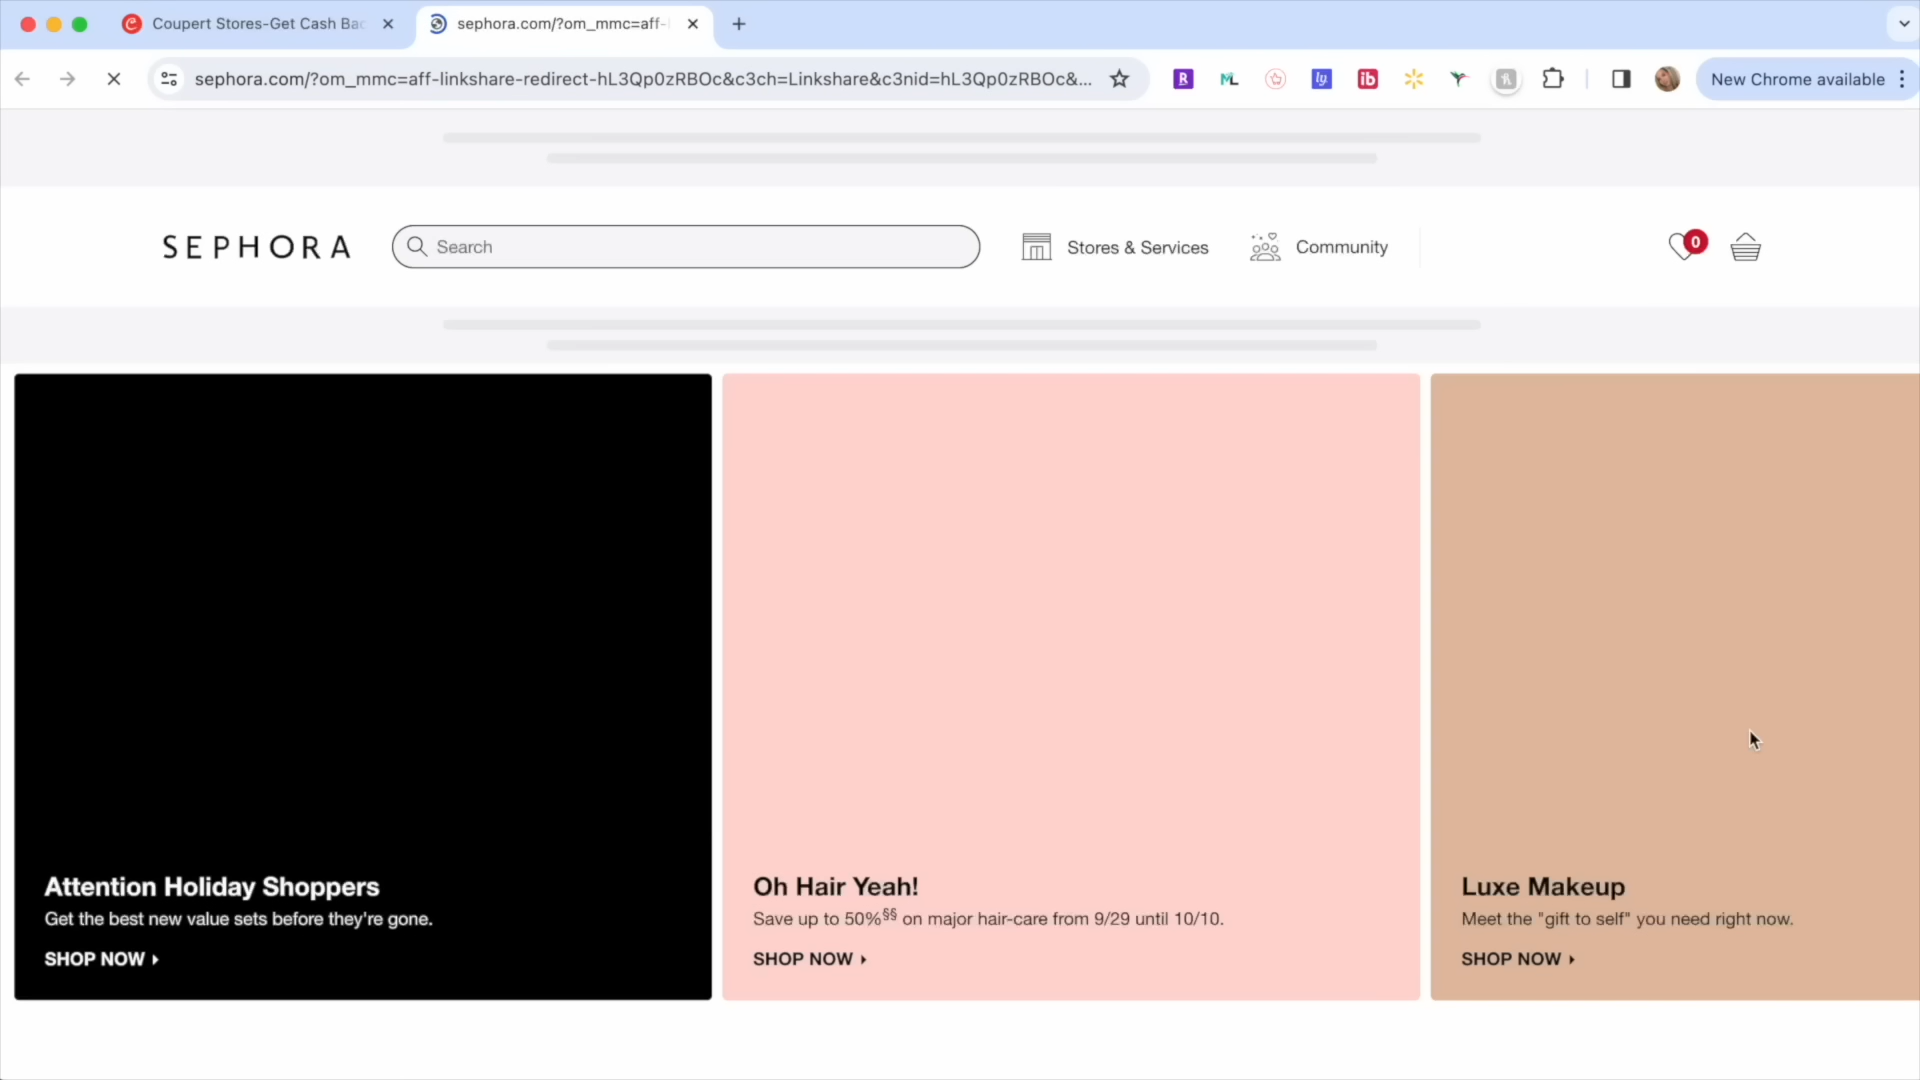 Coupert Stores-Get Cash Bac
sephora.com/?om_mmc=aff-
sephora.com/?om_mmc=aff-linkshare-redirect-hL3Qp0zRBOc&c3ch=Linkshare&c3nid=hL3Qp0zRBOc&...
R
ML
ly
ib
h
New Chrome available
SEPHORA
Search
Stores & Services
Community
0
Attention Holiday Shoppers
Get the best new value sets before they're gone.
SHOP NOW
Oh Hair Yeah!
Save up to 50%§§ on major hair-care from 9/29 until 10/10.
SHOP NOW
Luxe Makeup
Meet the "gift to self" you need right now.
SHOP NOW